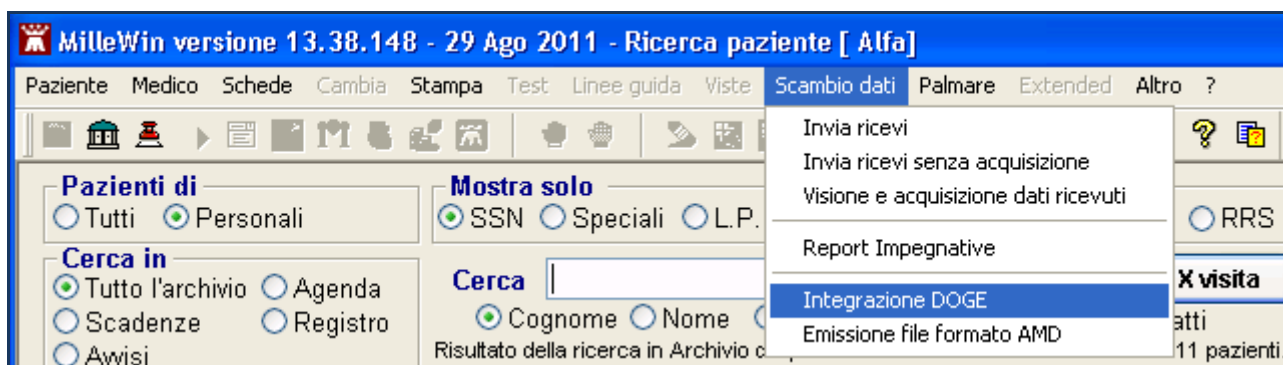 MilleWin versione 13.38.148 - 29 Ago 2011 - Ricerca paziente [ Alfa]
Paziente Medico Schede Cambia Stampa Test Linee guida Viste Scambio dati Palmare Extended Altro ?
Invia ricevi
Invia ricevi senza acquisizione
Visione e acquisizione dati ricevuti
Report Impegnative
Integrazione DOGE
Emissione file formato AMD
Pazienti di
Tutti Personali
Mostra solo
SSN Speciali L.P. RRS
Cerca in
Tutto l'archivio Agenda
Scadenze Registro
Avvisi
Cerca X visita
Cognome Nome
Risultato della ricerca in Archivio 11 pazienti